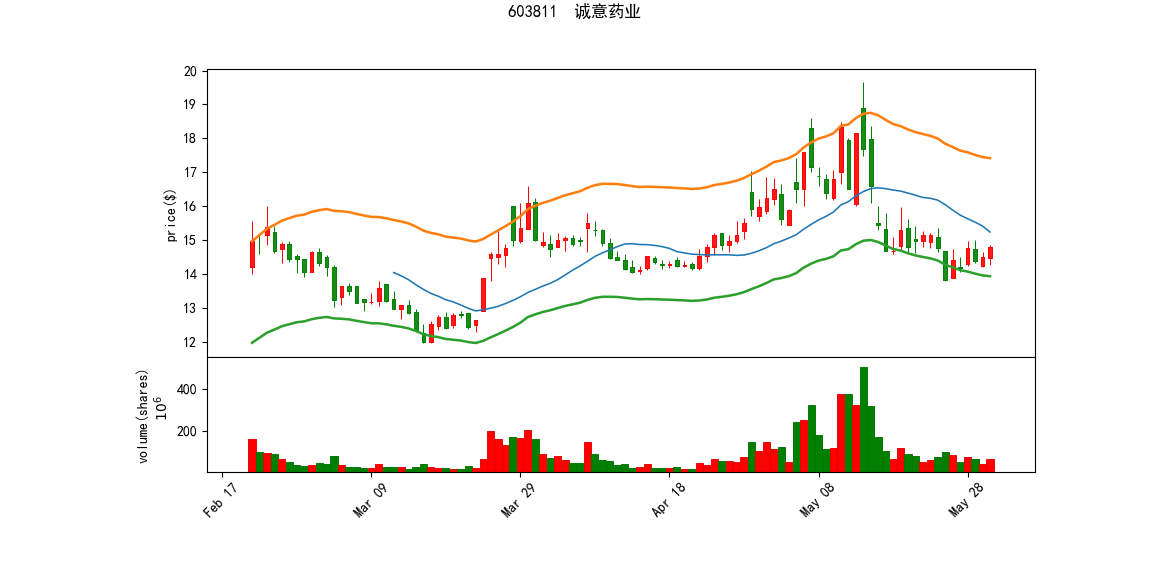 603811 诚意药业
20
19
18
17
16
15
14
13
12
price($)
400
200
volume(shares)
10^6
Feb 17
Mar 09
Mar 29
Apr 18
May 08
May 28